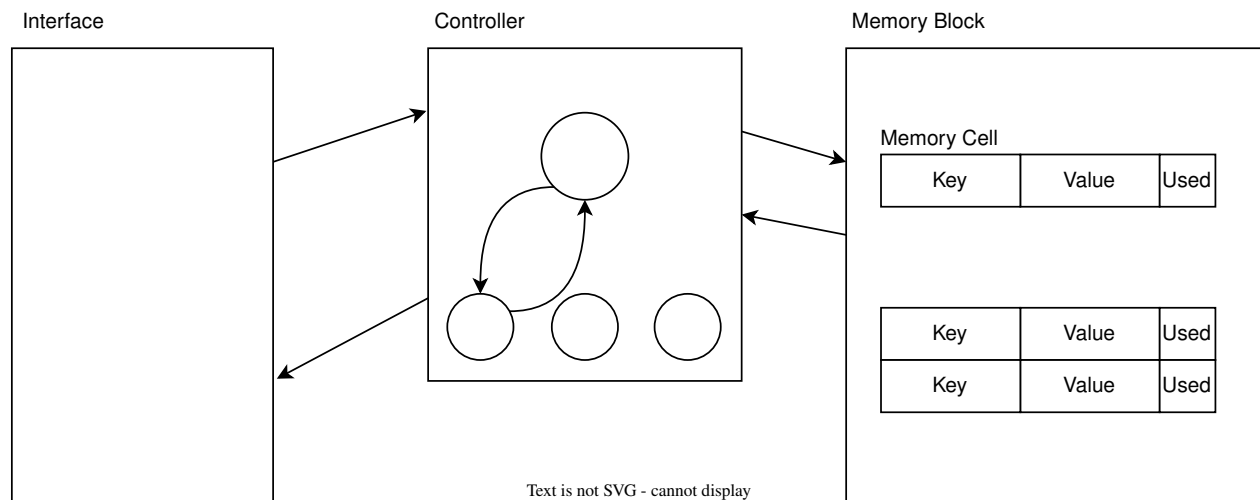 Interface
Controller
Memory Block
Memory Cell
Key Value Used
Key Value Used
Key Value Used
Text is not SVG - cannot display